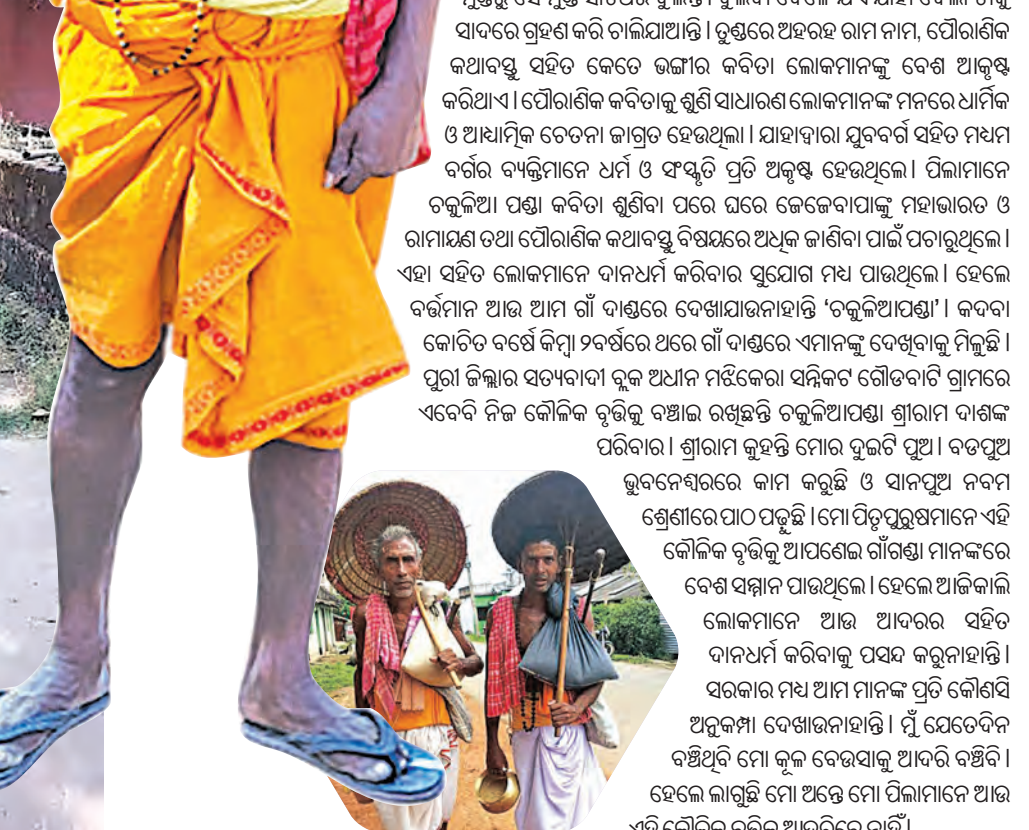 ସାଦରେ ଗ୍ରହଣ କରି ଚାଲିଯାଆନ୍ତି । ତୁଣ୍ଡରେ ଅହରହ ରାମ ନାମ, ପୌରାଣିକ
କଥାବସ୍ତୁ ସହିତ କେତେ ଭଙ୍ଗୀର କବିତା ଲୋକମାନଙ୍କୁ ବେଶ ଆକୃଷ୍ଟ
କରିଥାଏ । ପୌରାଣିକ କବିତାକୁ ଶୁଣି ସାଧାରଣ ଲୋକମାନଙ୍କ ମନରେ ଧାର୍ମିକ
ଓ ଆଧ୍ୟାତ୍ମିକ ଚେତନା ଜାଗ୍ରତ ହେଉଥିଲା । ଯାହାଦ୍ୱାରା ଯୁବବର୍ଗ ସହିତ ମଧ୍ୟମ
ବର୍ଗର ବ୍ୟକ୍ତିମାନେ ଧର୍ମ ଓ ସଂସ୍କୃତି ପ୍ରତି ଅକୃଷ୍ଟ ହେଉଥିଲେ । ପିଲାମାନେ
ଚକୁଳିଆ ପଣ୍ଡା କବିତା ଶୁଣିବା ପରେ ଘରେ ଜେଜେବାପାଙ୍କୁ ମହାଭାରତ ଓ
ରାମାୟଣ ତଥା ପୌରାଣିକ କଥାବସ୍ତୁ ବିଷୟରେ ଅଧିକ ଜାଣିବା ପାଇଁ ପଚାରୁଥିଲେ ।
ଏହା ସହିତ ଲୋକମାନେ ଦାନଧର୍ମ କରିବାର ସୁଯୋଗ ମଧ୍ୟ ପାଉଥିଲେ । ହେଲେ
ବର୍ତ୍ତମାନ ଆଉ ଆମ ଗାଁ ଦାଣ୍ଡରେ ଦେଖାଯାଉନାହାନ୍ତି ‘ଚକୁଳିଆପଣ୍ଡା’ । କଦବା
କୋଚିତ ବର୍ଷେ କିମ୍ବା ୨ବର୍ଷରେ ଥରେ ଗାଁ ଦାଣ୍ଡରେ ଏମାନଙ୍କୁ ଦେଖିବାକୁ ମିଳୁଛି ।
ପୁରୀ ଜିଲ୍ଲାର ସତ୍ୟବାଦୀ ବ୍ଲକ ଅଧୀନ ମଝିକେରା ସନ୍ନିକଟ ଗୌଡବାଟି ଗ୍ରାମରେ
ଏବେବି ନିଜ କୌଳିକ ବୃତ୍ତିକୁ ବଞ୍ଚାଇ ରଖିଛନ୍ତି ଚକୁଳିଆପଣ୍ଡା ଶ୍ରୀରାମ ଦାଶଙ୍କ
ପରିବାର । ଶ୍ରୀରାମ କୁହନ୍ତି ମୋର ଦୁଇଟି ପୁଅ । ବଡପୁଅ
ଭୁବନେଶ୍ୱରରେ କାମ କରୁଛି ଓ ସାନପୁଅ ନବମ
ଶ୍ରେଣୀରେ ପାଠ ପଢ଼ୁଛି । ମୋ ପିତୃପୁରୁଷମାନେ ଏହି
କୌଳିକ ବୃତ୍ତିକୁ ଆପଣେଇ ଗାଁଗଣ୍ଡା ମାନଙ୍କରେ
ବେଶ ସମ୍ମାନ ପାଉଥିଲେ । ହେଲେ ଆଜିକାଲି
ଲୋକମାନେ ଆଉ ଆଦରର ସହିତ
ଦାନଧର୍ମ କରିବାକୁ ପସନ୍ଦ କରୁନାହାନ୍ତି ।
ସରକାର ମଧ୍ୟ ଆମ ମାନଙ୍କ ପ୍ରତି କୌଣସି
ଅନୁକମ୍ପା ଦେଖାଉନାହାନ୍ତି । ମୁଁ ଯେତେଦିନ
ବଞ୍ଚିଥିବି ମୋ କୂଳ ବେଉସାକୁ ଆଦରି ବଞ୍ଚିବି ।
ହେଲେ ଲାଗୁଛି ମୋ ଅନ୍ତେ ମୋ ପିଲାମାନେ ଆଉ